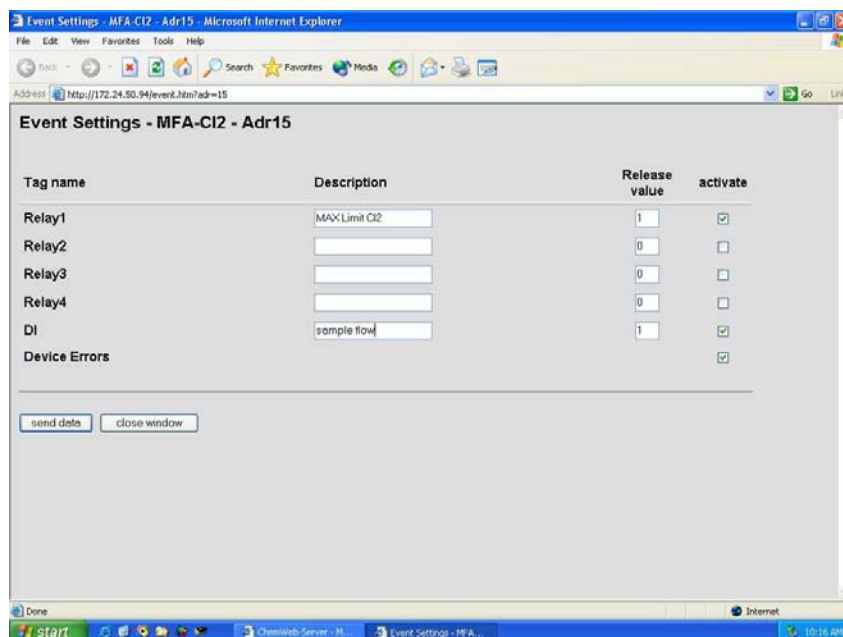 Event Settings - MFA-Cl2 - Adr15 - Microsoft Internet Explorer
File Edit View Favorites Tools Help
Back Search Favorites Media
Address http://172.24.50.94/event.htm?adr=15 Go
Event Settings - MFA-Cl2 - Adr15
Tag name Description Release value activate
Relay1 MAX Limit Cl2 1
Relay2 0
Relay3 0
Relay4 0
DI sample flow 1
Device Errors
send data close window
Done Internet
start ChemWeb-Server - M... Event Settings - MFA... 10:16 AM